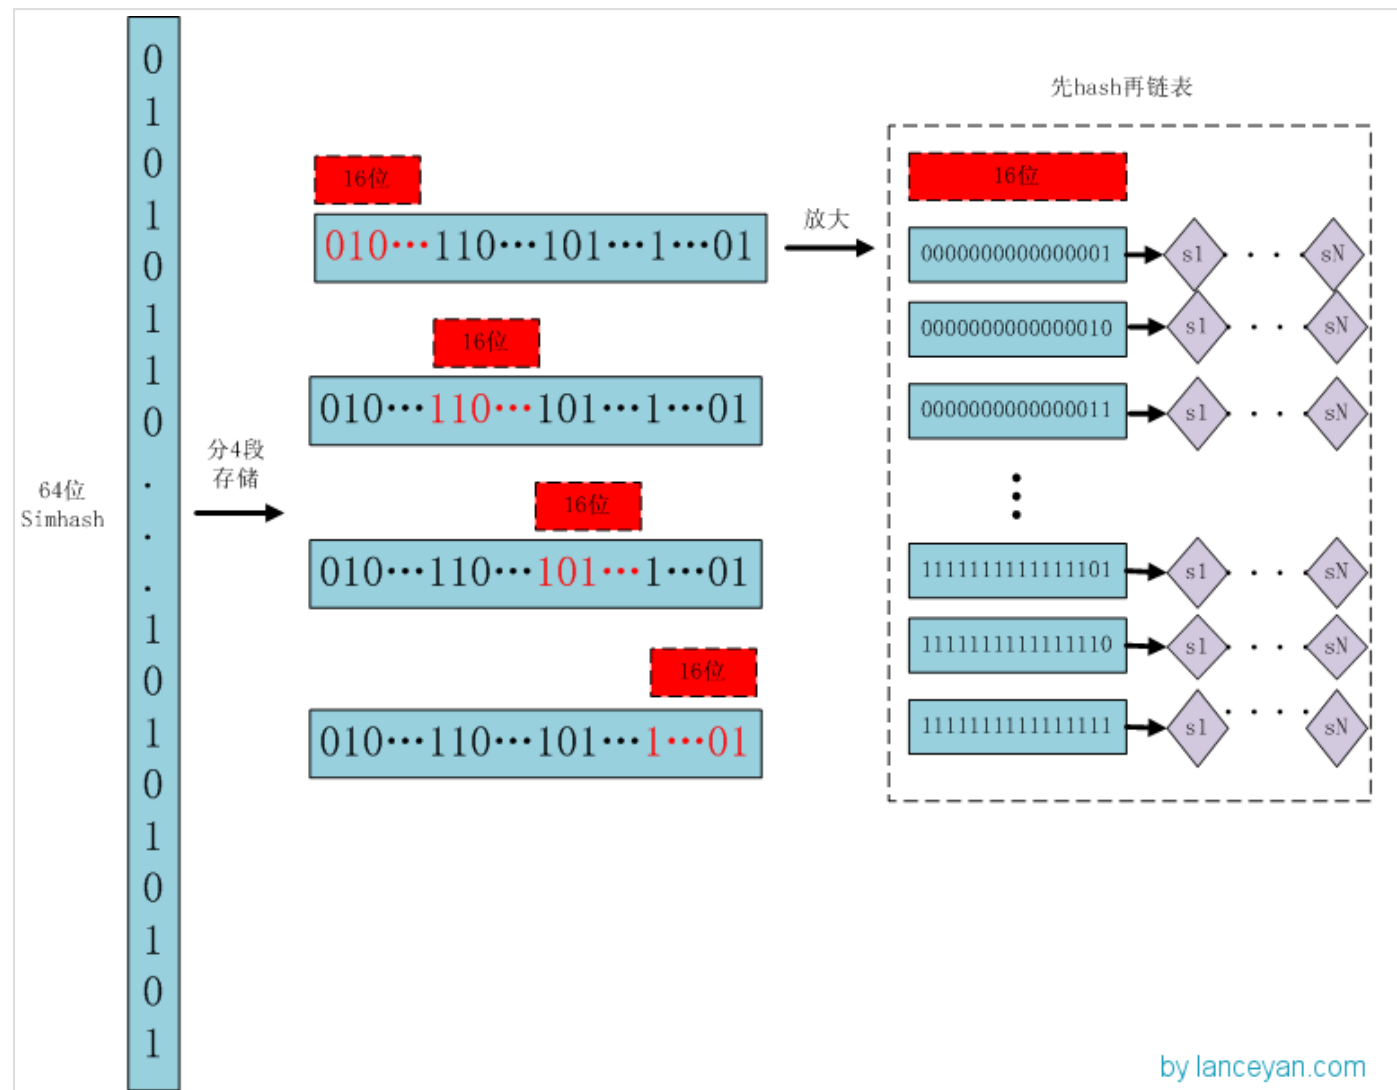 0
1
0
1
0
1
1
0
.
.
.
1
0
1
0
1
0
1
0
1
64位
Simhash
分4段
存储
16位
010···110···101···1···01
16位
010···110···101···1···01
16位
010···110···101···1···01
16位
010···110···101···1···01
放大
先hash再链表
16位
0000000000000001 s1 · · · · sN
0000000000000010 s1 · · · · sN
0000000000000011 s1 · · · · sN
1111111111111101 s1 · · · · sN
1111111111111110 s1 · · · · sN
1111111111111111 s1 · · · · sN
by lanceyan.com